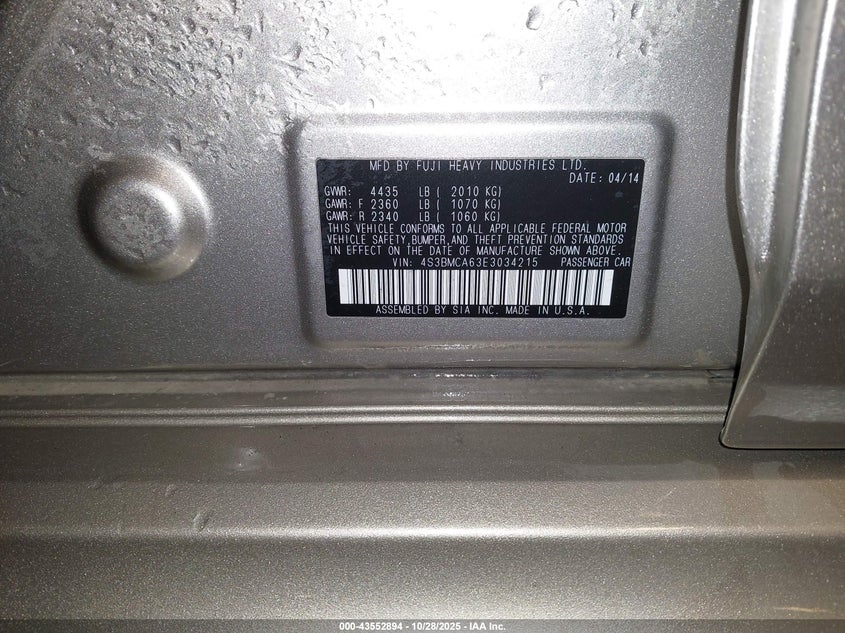 MFD BY FUJI HEAVY INDUSTRIES LTD.
DATE: 04/14
GVWR: 4435 LB ( 2010 KG)
GAWR: F 2360 LB ( 1070 KG)
GAWR: R 2340 LB ( 1060 KG)
THIS VEHICLE CONFORMS TO ALL APPLICABLE FEDERAL MOTOR
VEHICLE SAFETY, BUMPER, AND THEFT PREVENTION STANDARDS
IN EFFECT ON THE DATE OF MANUFACTURE SHOWN ABOVE.
VIN: 4S3BMCA63E3034215 PASSENGER CAR
ASSEMBLED BY SIA INC. MADE IN U.S.A.
000-43552894 - 10/28/2025 - IAA Inc.